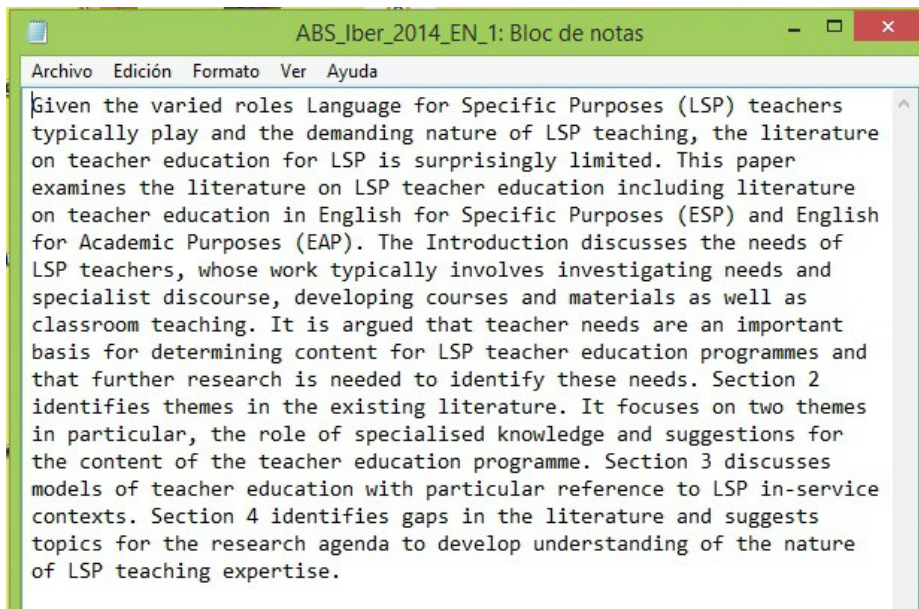 ABS_Iber_2014_EN_1: Bloc de notas
Archivo Edición Formato Ver Ayuda
Given the varied roles Language for Specific Purposes (LSP) teachers
typically play and the demanding nature of LSP teaching, the literature
on teacher education for LSP is surprisingly limited. This paper
examines the literature on LSP teacher education including literature
on teacher education in English for Specific Purposes (ESP) and English
for Academic Purposes (EAP). The Introduction discusses the needs of
LSP teachers, whose work typically involves investigating needs and
specialist discourse, developing courses and materials as well as
classroom teaching. It is argued that teacher needs are an important
basis for determining content for LSP teacher education programmes and
that further research is needed to identify these needs. Section 2
identifies themes in the existing literature. It focuses on two themes
in particular, the role of specialised knowledge and suggestions for
the content of the teacher education programme. Section 3 discusses
models of teacher education with particular reference to LSP in-service
contexts. Section 4 identifies gaps in the literature and suggests
topics for the research agenda to develop understanding of the nature
of LSP teaching expertise.